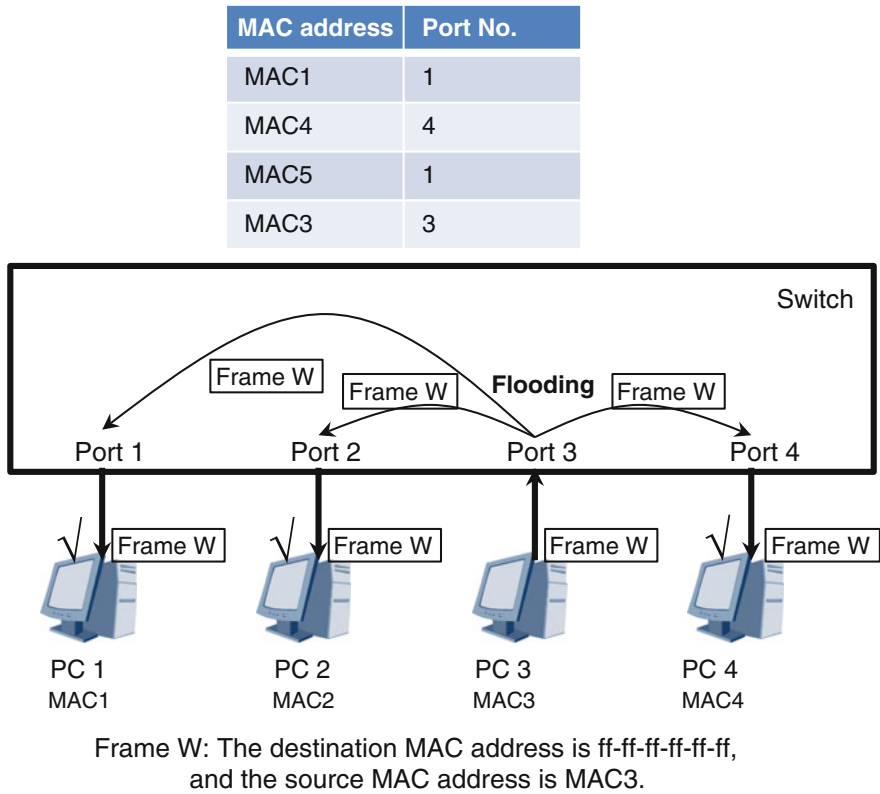 MAC address Port No.
MAC1 1
MAC4 4
MAC5 1
MAC3 3
Switch
Frame W
Frame W
Flooding
Frame W
Port 1 Port 2 Port 3 Port 4
Frame W Frame W Frame W Frame W
PC 1 PC 2 PC 3 PC 4
MAC1 MAC2 MAC3 MAC4
Frame W: The destination MAC address is ff-ff-ff-ff-ff-ff,
and the source MAC address is MAC3.